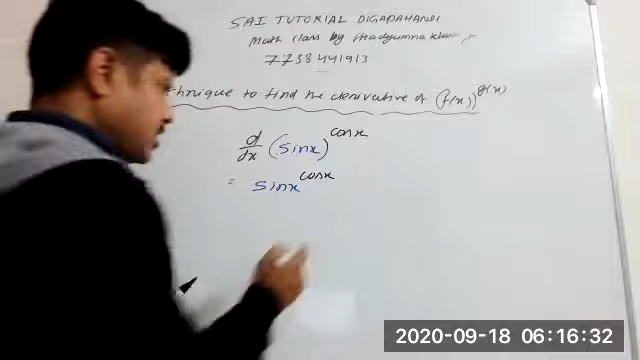 SAI TUTORIAL DIGAPAHANDI
Math class by Pradyumna
7738441913
technique to find the derivative of (f(x))^g(x)
d/dx (sinx)^cosx
= sinx^cosx
2020-09-18 06:16:32